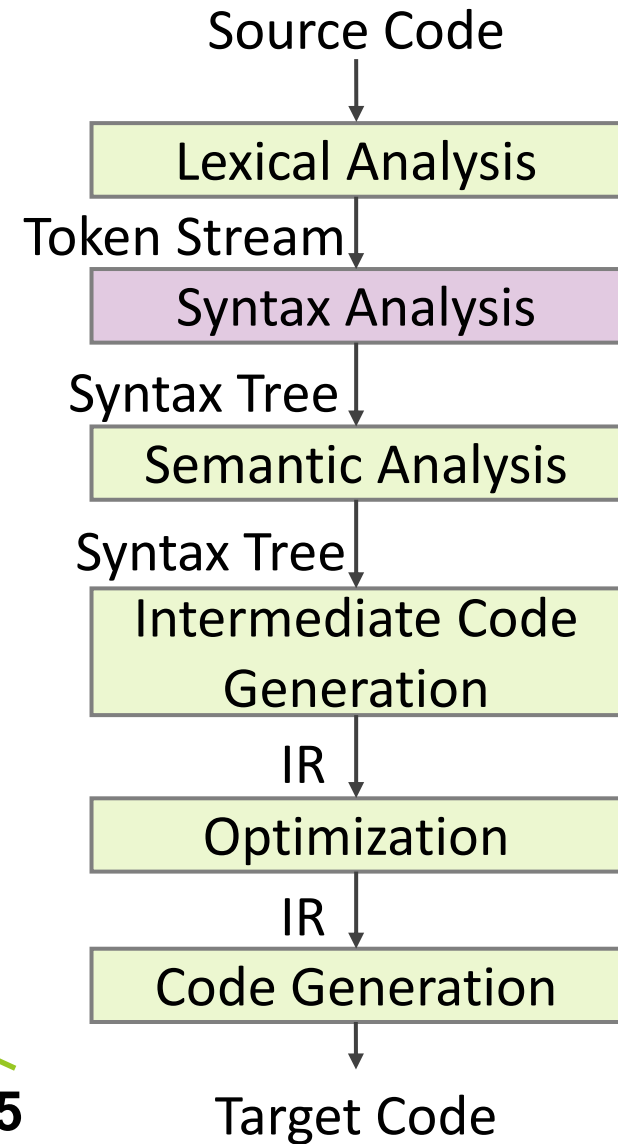 Source Code
Lexical Analysis
Token Stream
Syntax Analysis
Syntax Tree
Semantic Analysis
Syntax Tree
Intermediate Code
Generation
IR
Optimization
IR
Code Generation
5
Target Code